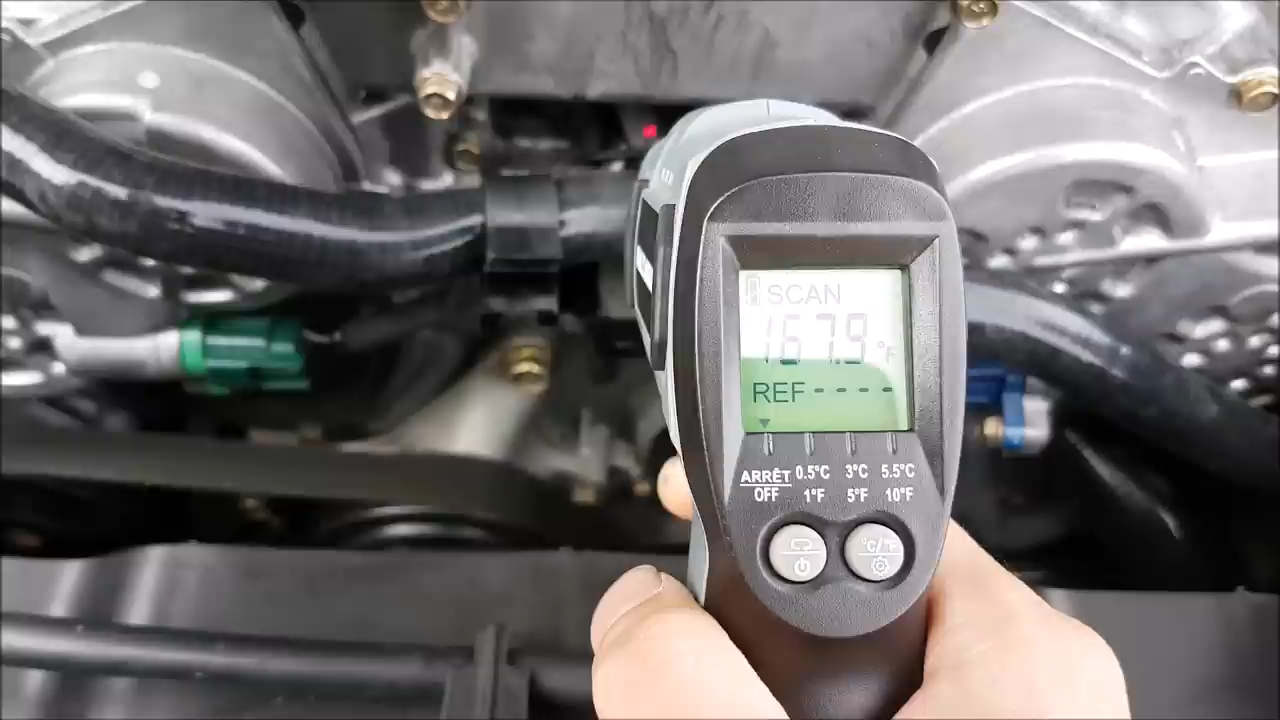 SCAN
167.9 °F
REF - - - -
ARRÊT 0.5°C 3°C 5.5°C
OFF 1°F 5°F 10°F
°C/°F